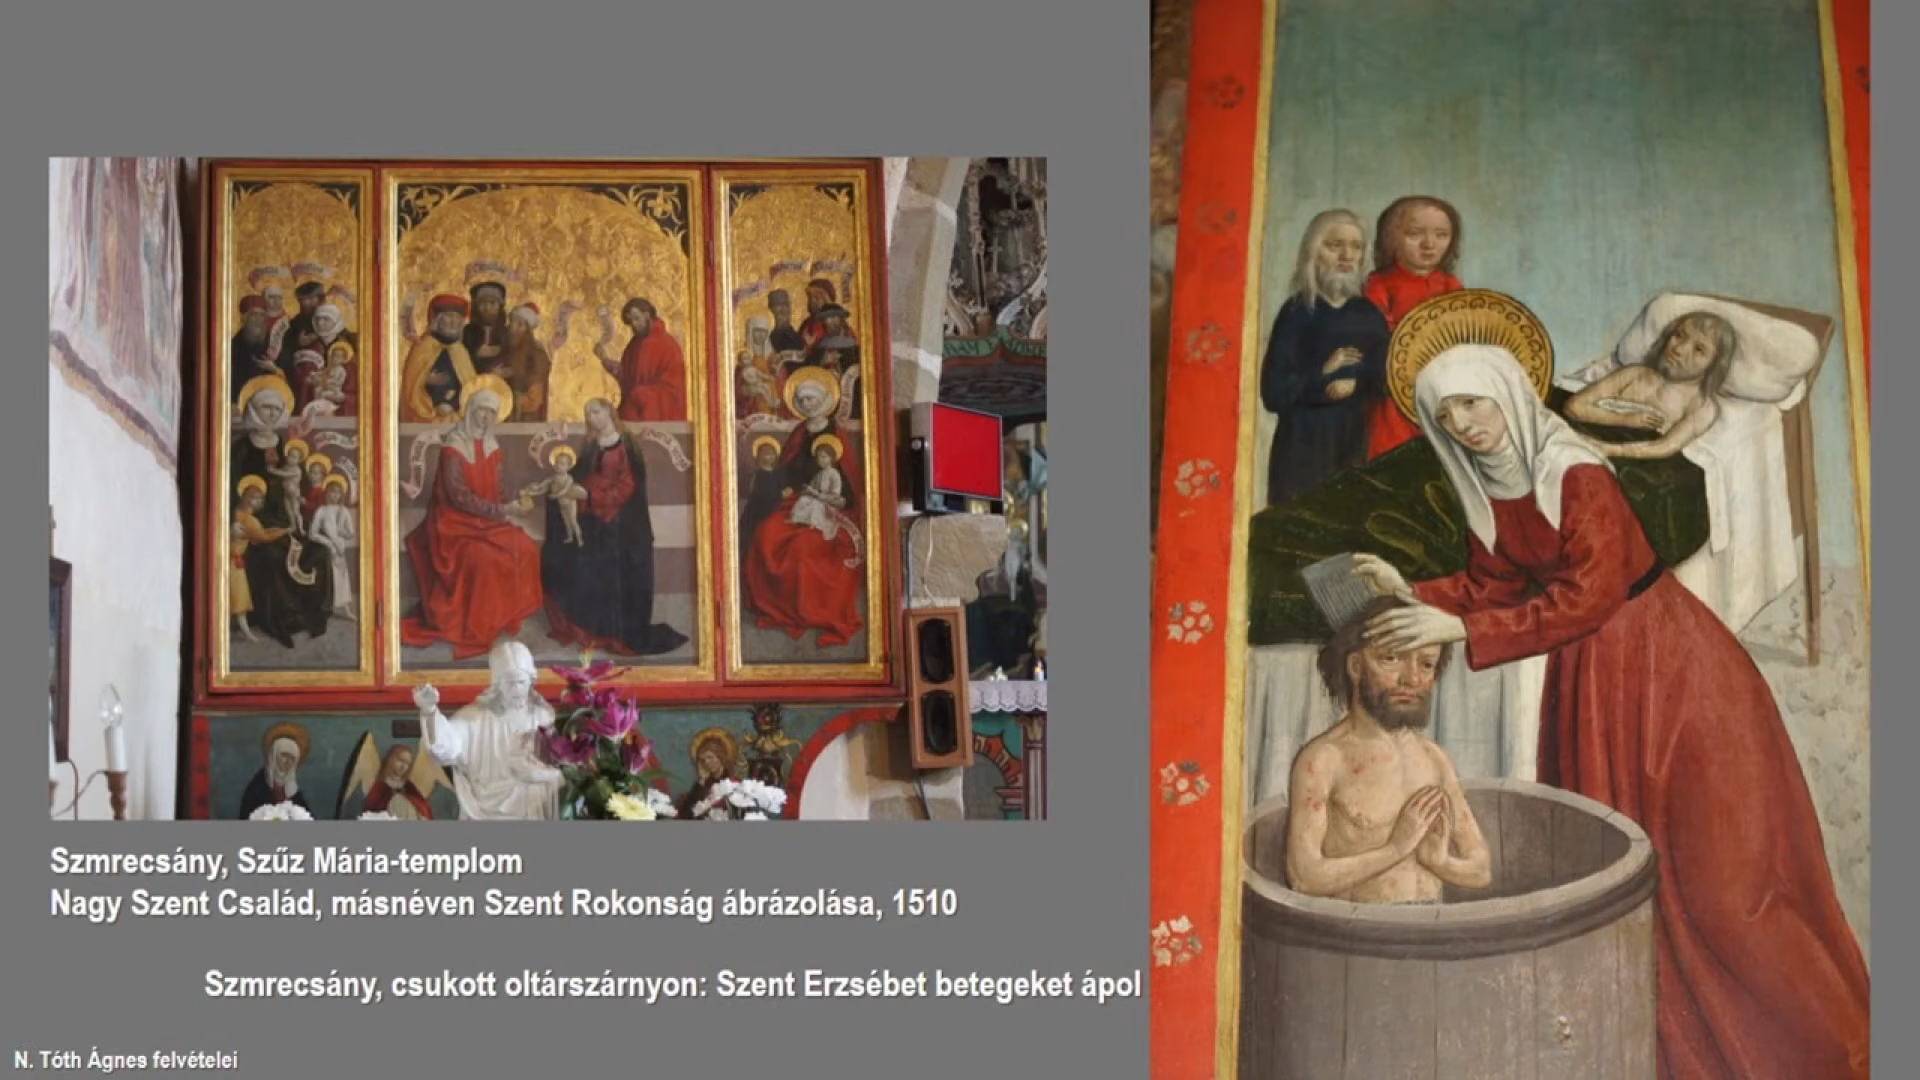 Szmrecsány, Szűz Mária-templom
Nagy Szent Család, másnéven Szent Rokonság ábrázolása, 1510
Szmrecsány, csukott oltárszárnyon: Szent Erzsébet betegeket ápol
N. Tóth Ágnes felvételei